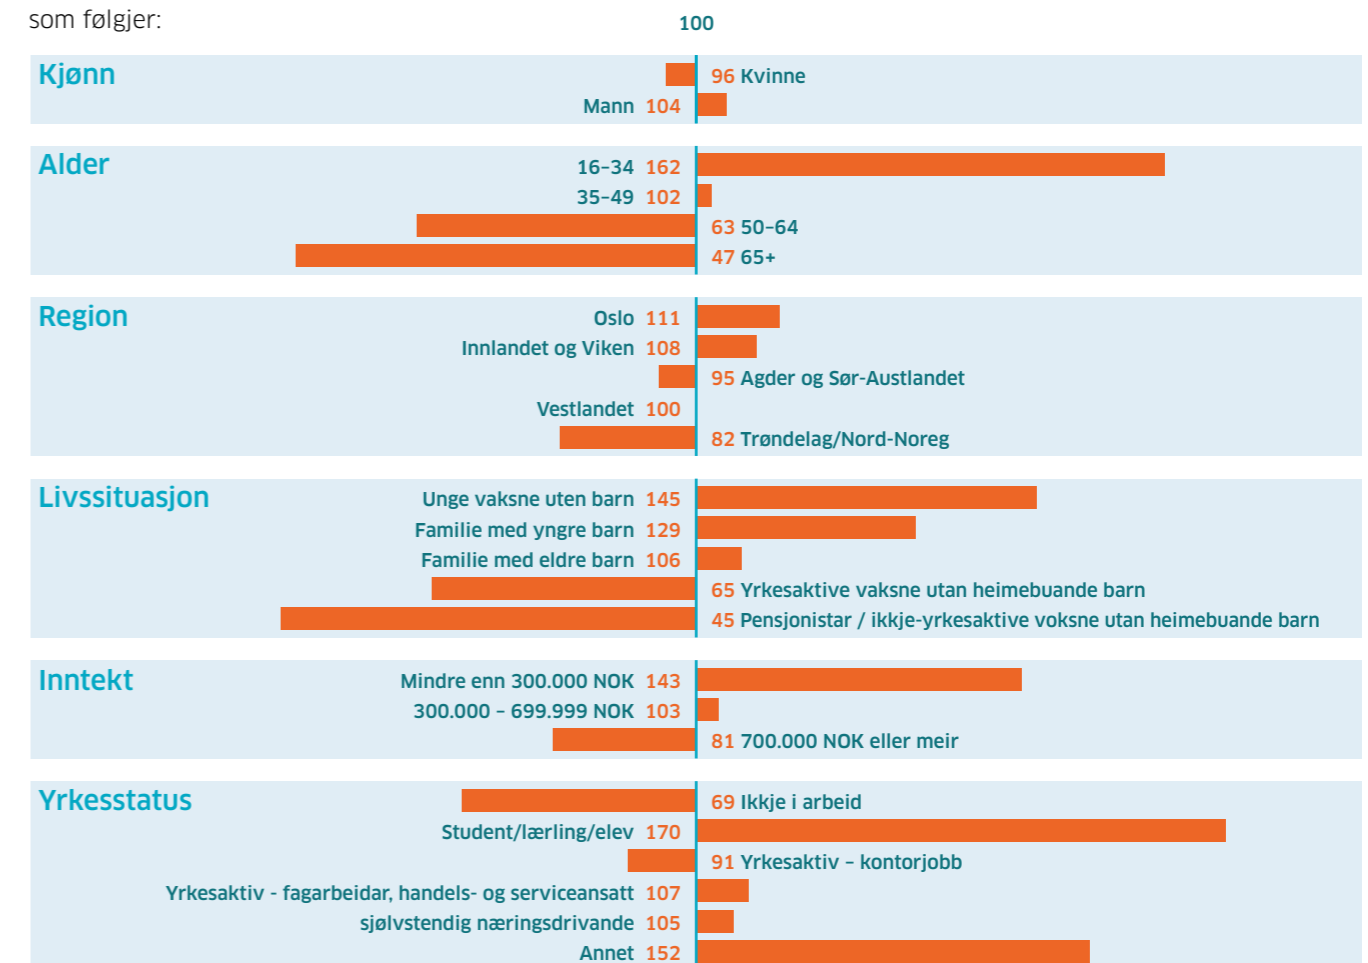 som følgjer:
100
Kjønn
96 Kvinne
Mann 104
Alder
16–34 162
35–49 102
63 50–64
47 65+
Region
Oslo 111
Innlandet og Viken 108
95 Agder og Sør-Austlandet
Vestlandet 100
82 Trøndelag/Nord-Noreg
Livssituasjon
Unge vaksne uten barn 145
Familie med yngre barn 129
Familie med eldre barn 106
65 Yrkesaktive vaksne utan heimebuande barn
45 Pensjonistar / ikkje-yrkesaktive voksne utan heimebuande barn
Inntekt
Mindre enn 300.000 NOK 143
300.000 – 699.999 NOK 103
81 700.000 NOK eller meir
Yrkesstatus
69 Ikkje i arbeid
Student/lærling/elev 170
91 Yrkesaktiv – kontorjobb
Yrkesaktiv - fagarbeidar, handels- og serviceansatt 107
sjølvstendig næringsdrivande 105
Annet 152